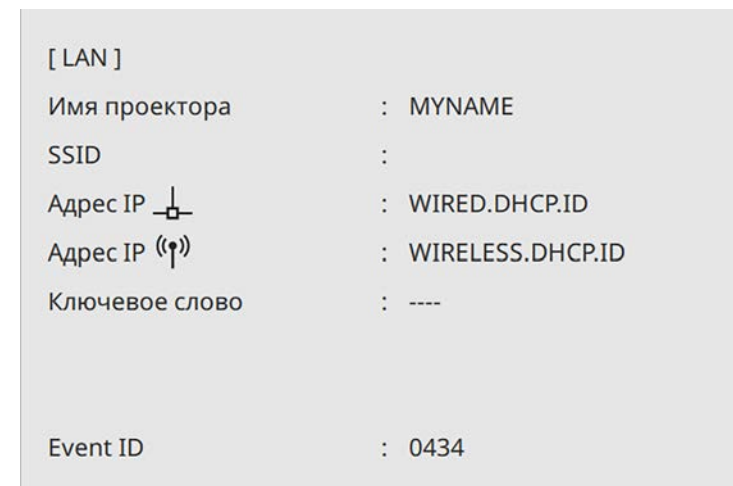 [ LAN ]
Имя проектора : MYNAME
SSID :
Адрес IP : WIRED.DHCP.ID
Адрес IP : WIRELESS.DHCP.ID
Ключевое слово : ----
Event ID : 0434